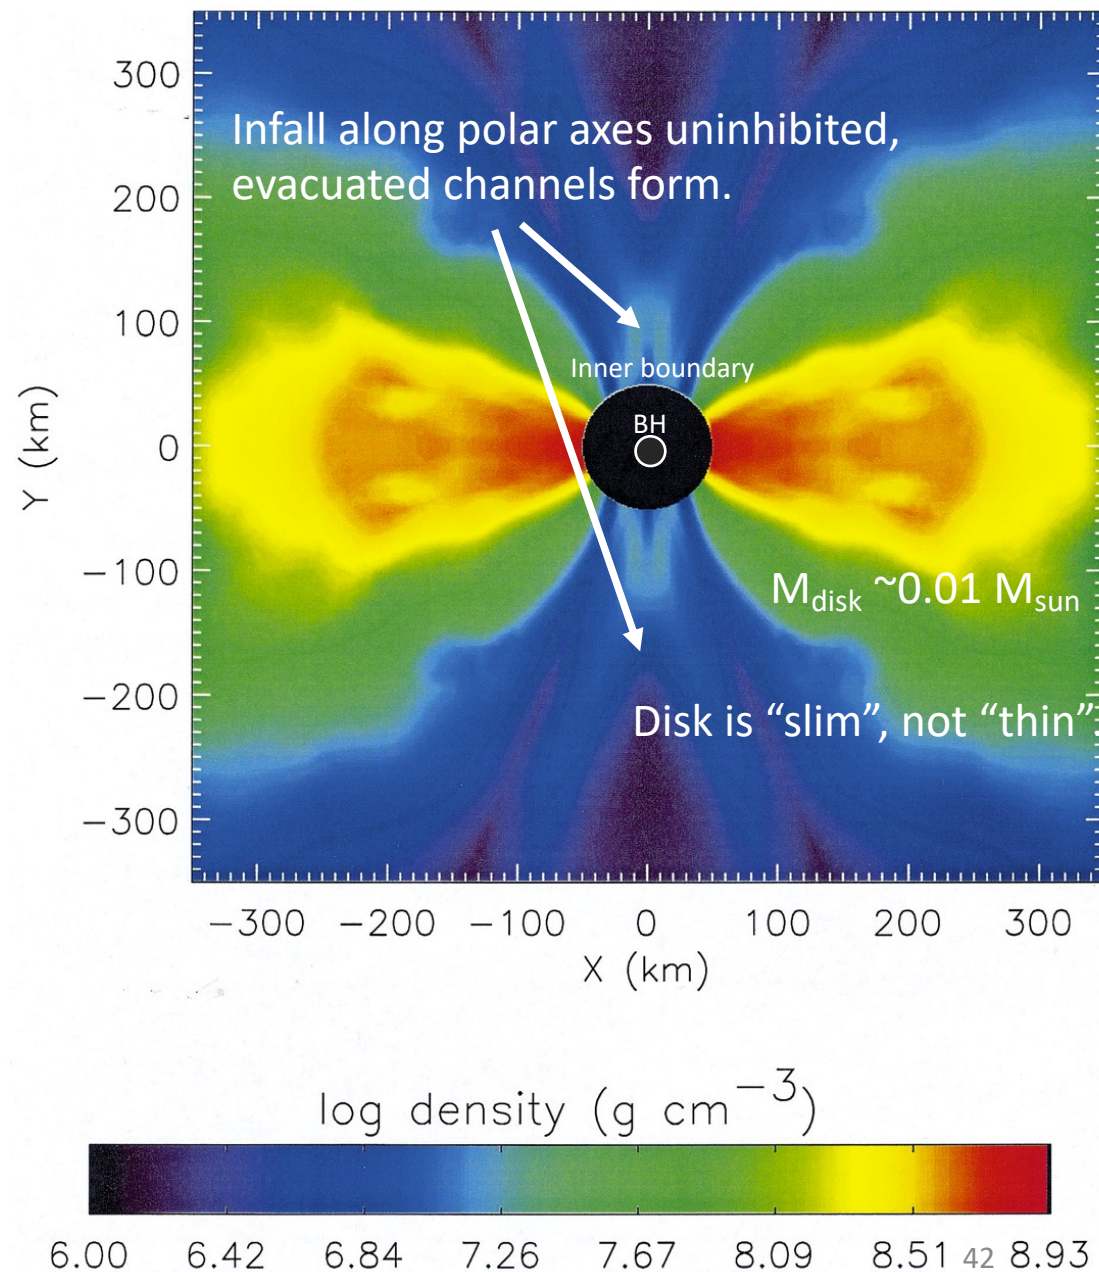 300
200
100
0
−100
−200
−300
Y (km)
Infall along polar axes uninhibited,
evacuated channels form.
Inner boundary
BH
M_disk ~0.01 M_sun
Disk is “slim”, not “thin”.
−300 −200 −100 0 100 200 300
X (km)
log density (g cm⁻³)
6.00 6.42 6.84 7.26 7.67 8.09 8.51 8.93
42